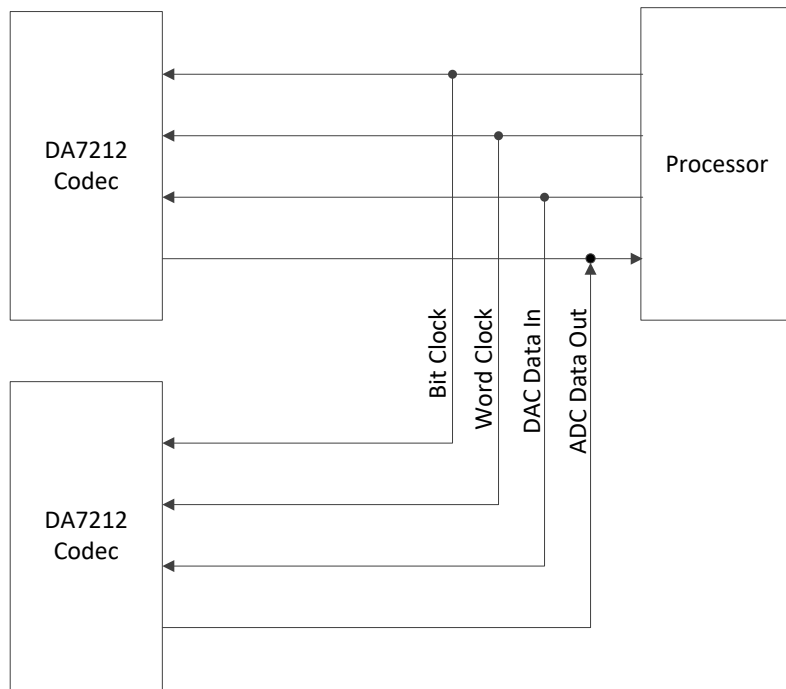 DA7212
Codec
Processor
Bit Clock
Word Clock
DAC Data In
ADC Data Out
DA7212
Codec